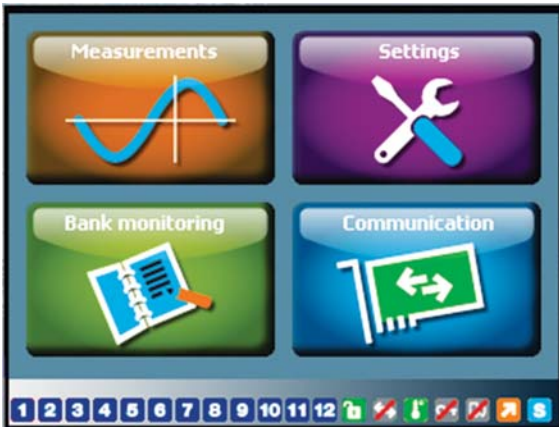 Measurements
Settings
Bank monitoring
Communication
1 2 3 4 5 6 7 8 9 10 11 12 S